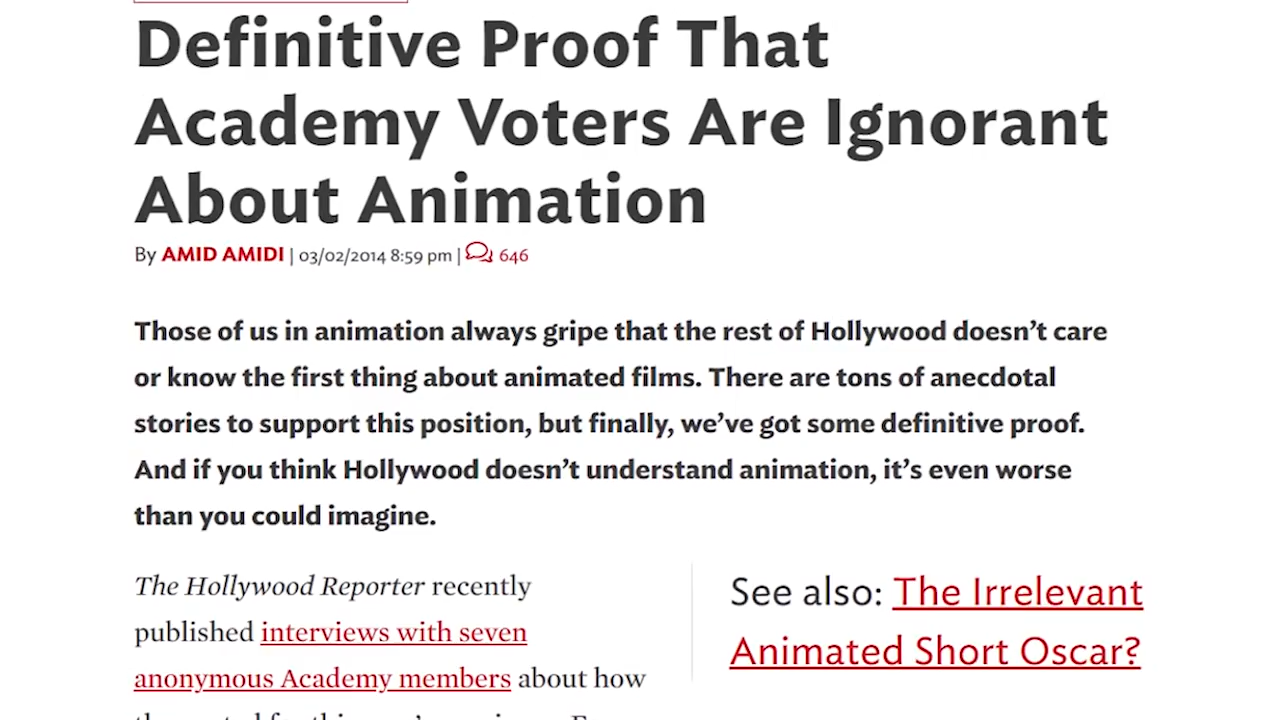 Definitive Proof That
Academy Voters Are Ignorant
About Animation
By AMID AMIDI | 03/02/2014 8:59 pm | 646
Those of us in animation always gripe that the rest of Hollywood doesn’t care
or know the first thing about animated films. There are tons of anecdotal
stories to support this position, but finally, we’ve got some definitive proof.
And if you think Hollywood doesn’t understand animation, it’s even worse
than you could imagine.
The Hollywood Reporter recently
published interviews with seven
anonymous Academy members about how
See also: The Irrelevant
Animated Short Oscar?